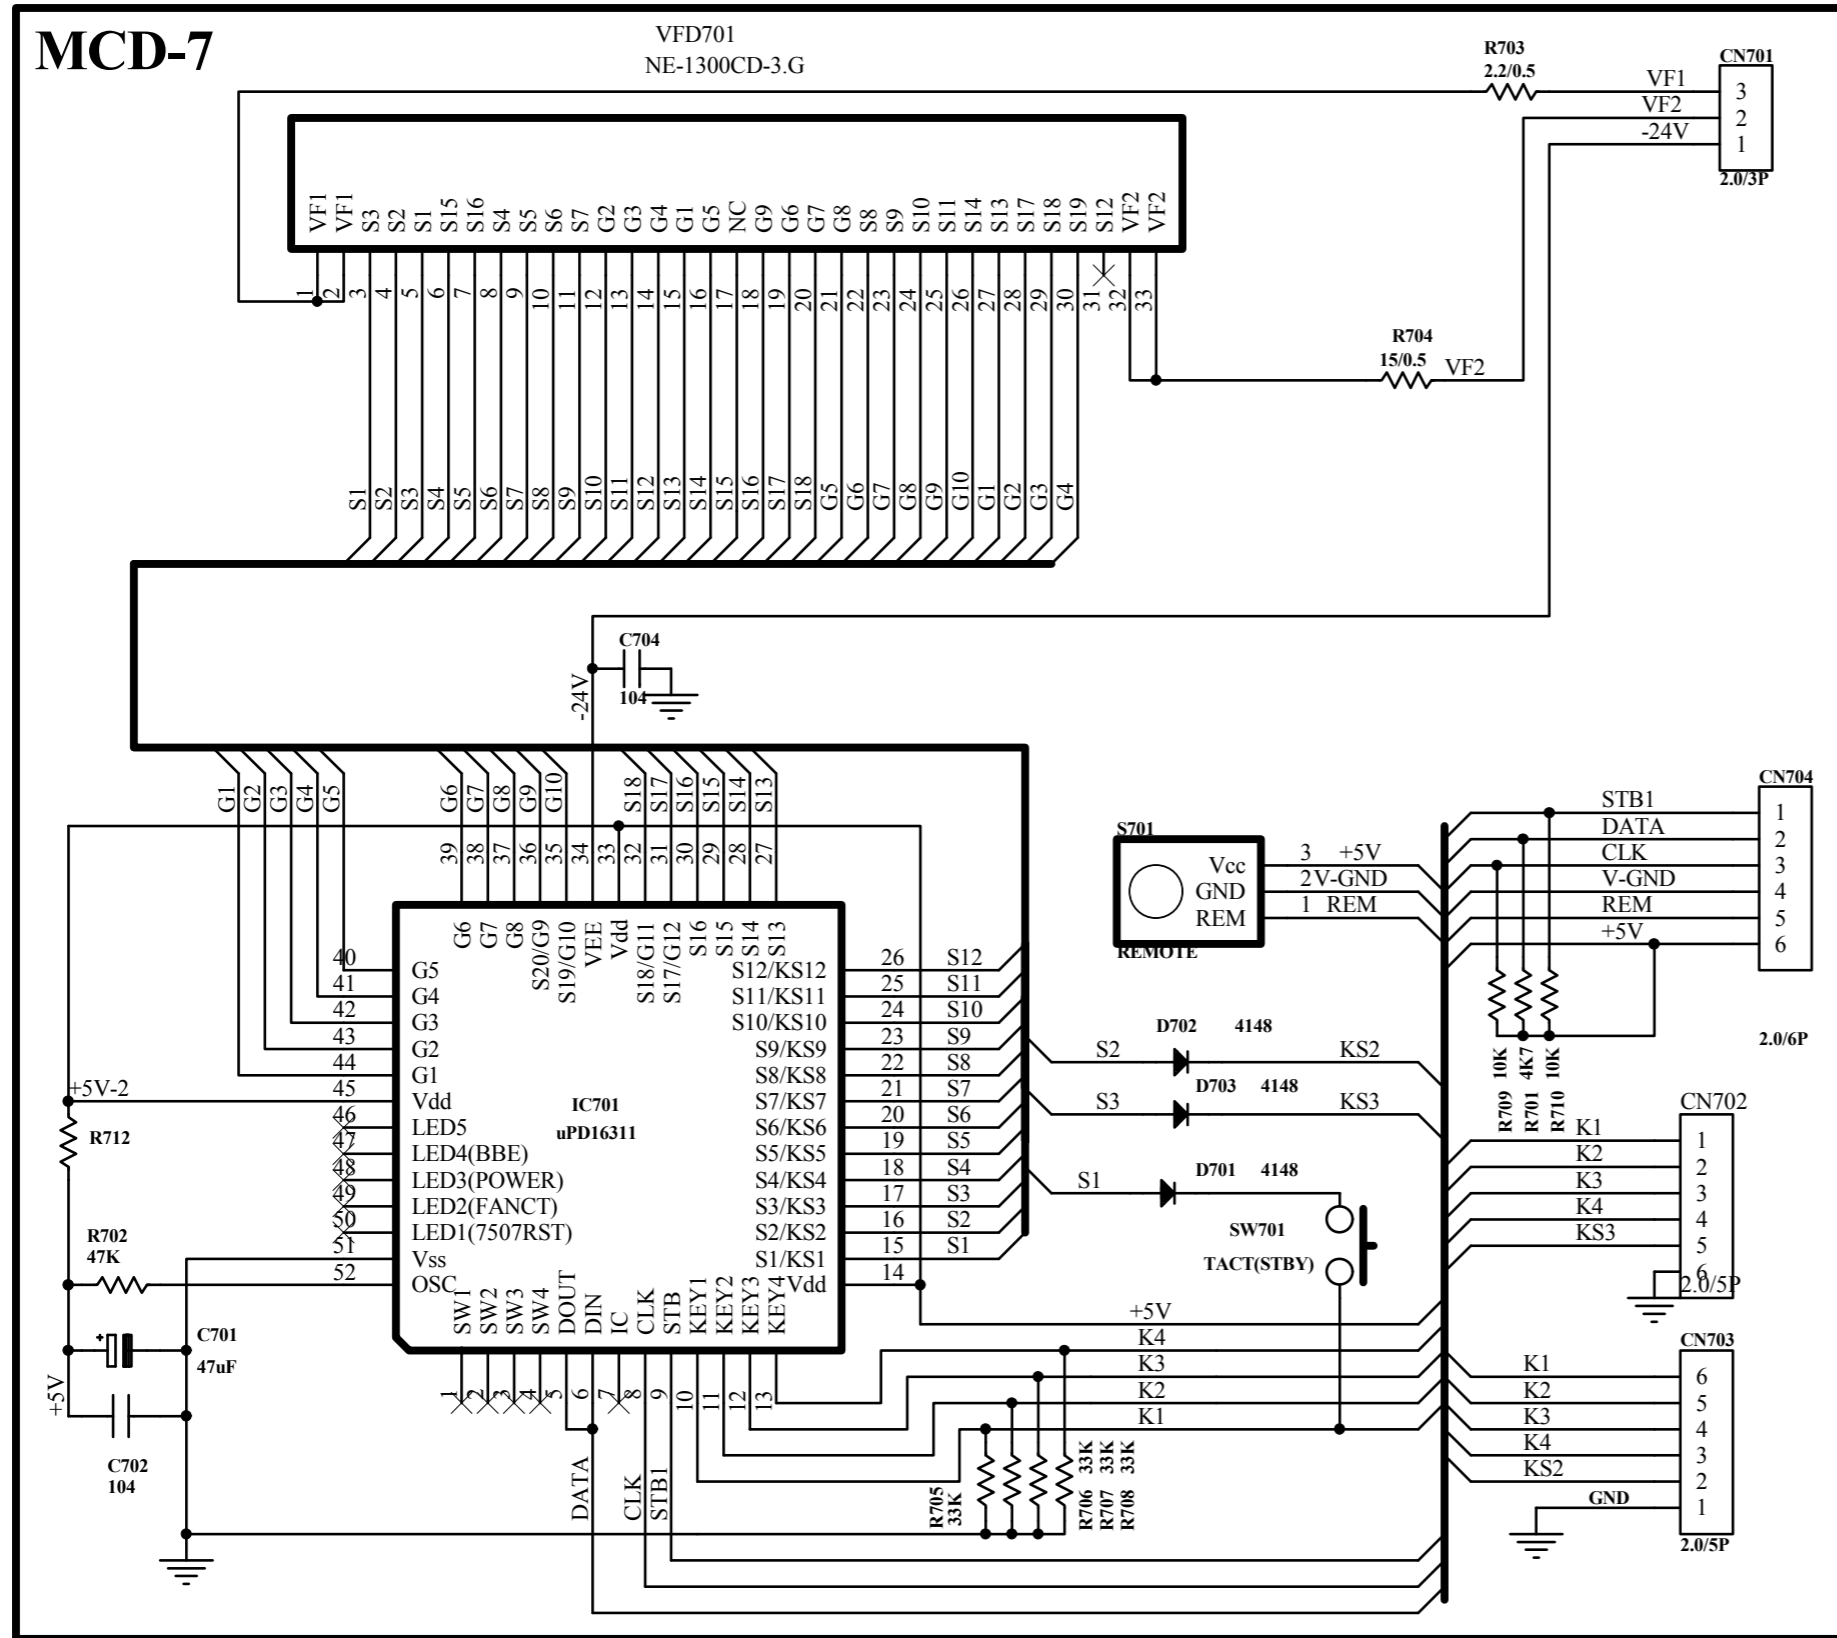 MCD-7
VFD701
NE-1300CD-3.G
R703
2.2/0.5
CN701
VF1 3
VF2 2
-24V 1
2.0/3P
VF1 VF1 S3 S2 S1 S15 S16 S4 S5 S6 S7 G2 G3 G4 G1 G5 NC G9 G6 G7 G8 S8 S9 S10 S11 S14 S13 S17 S18 S19 S12 VF2 VF2
1 2 3 4 5 6 7 8 9 10 11 12 13 14 15 16 17 18 19 20 21 22 23 24 25 26 27 28 29 30 31 32 33
R704
15/0.5 VF2
S1 S2 S3 S4 S5 S6 S7 S8 S9 S10 S11 S12 S13 S14 S15 S16 S17 S18 G5 G6 G7 G8 G9 G10 G1 G2 G3 G4
C704
104
-24V
G1 G2 G3 G4 G5 G6 G7 G8 G9 G10 S18 S17 S16 S15 S14 S13
39 38 37 36 35 34 33 32 31 30 29 28 27
G6 G7 G8 S20/G9 S19/G10 VEE Vdd S18/G11 S17/G12 S16 S15 S14 S13
40 G5
41 G4
42 G3
43 G2
44 G1
+5V-2 45 Vdd
46 LED5
47 LED4(BBE)
48 LED3(POWER)
49 LED2(FANCT)
50 LED1(7507RST)
51 Vss
52 OSC
IC701
uPD16311
S12/KS12 26 S12
S11/KS11 25 S11
S10/KS10 24 S10
S9/KS9 23 S9
S8/KS8 22 S8
S7/KS7 21 S7
S6/KS6 20 S6
S5/KS5 19 S5
S4/KS4 18 S4
S3/KS3 17 S3
S2/KS2 16 S2
S1/KS1 15 S1
Vdd 14
SW1 SW2 SW3 SW4 DOUT DIN IC CLK STB KEY1 KEY2 KEY3 KEY4
1 2 3 4 5 6 7 8 9 10 11 12 13
R712
R702
47K
C701
+
47uF
+5V
C702
104
DATA CLK STB1
S701
Vcc 3 +5V
GND 2 V-GND
REM 1 REM
REMOTE
D702 4148
S2 KS2
D703 4148
S3 KS3
D701 4148
S1
SW701
TACT(STBY)
+5V
K4
K3
K2
K1
R705
33K
R706 33K
R707 33K
R708 33K
CN704
STB1 1
DATA 2
CLK 3
V-GND 4
REM 5
+5V 6
2.0/6P
R709 10K
R701 4K7
R710 10K
CN702
K1 1
K2 2
K3 3
K4 4
KS3 5
6
2.0/5P
CN703
K1 6
K2 5
K3 4
K4 3
KS2 2
GND 1
2.0/5P